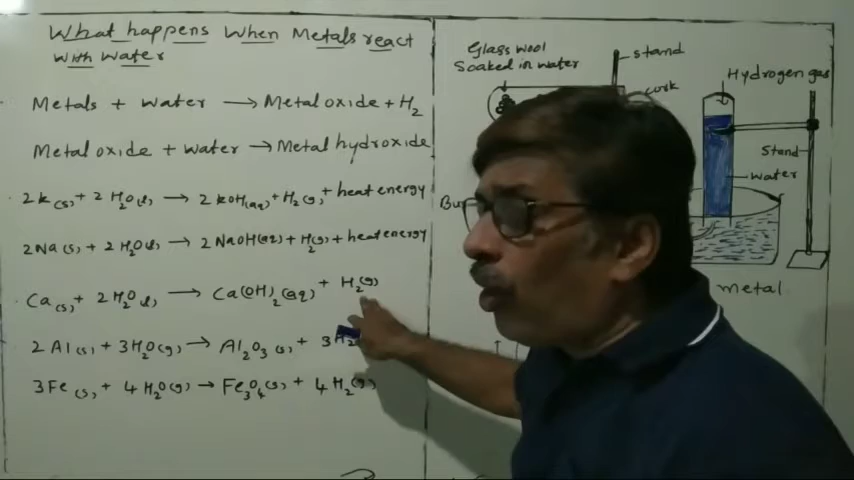 What happens When Metals react
With Water
Metals + water → Metal oxide + H₂
Metal oxide + water → Metal hydroxide
2K(s) + 2H₂O(l) → 2KOH(aq) + H₂(g) + heat energy
2Na(s) + 2H₂O(l) → 2NaOH(aq) + H₂(g) + heat energy
Ca(s) + 2H₂O(l) → Ca(OH)₂(aq) + H₂(g)
2Al(s) + 3H₂O(g) → Al₂O₃(s) + 3H₂
3Fe(s) + 4H₂O(g) → Fe₃O₄(s) + 4H₂(g)
Glass wool
Soaked in water
stand
cork
Hydrogen gas
Stand
water
metal